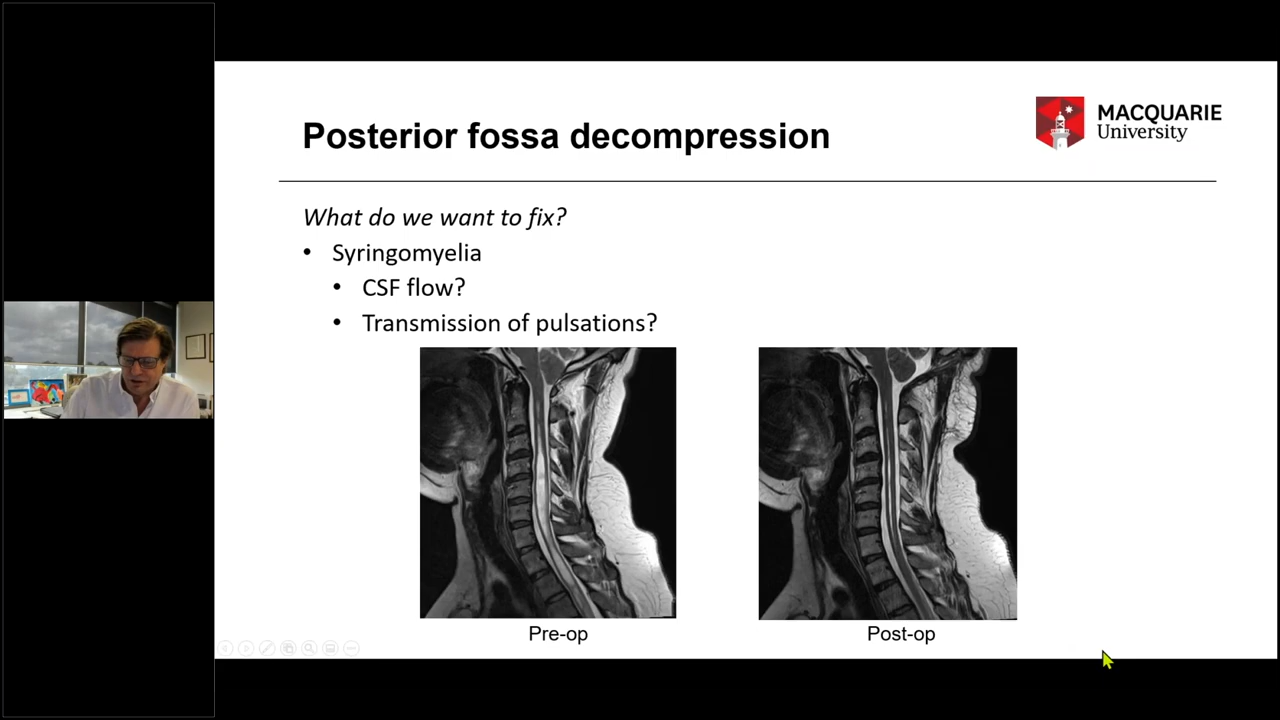 Posterior fossa decompression
MACQUARIE
University
What do we want to fix?
• Syringomyelia
• CSF flow?
• Transmission of pulsations?
Pre-op
Post-op